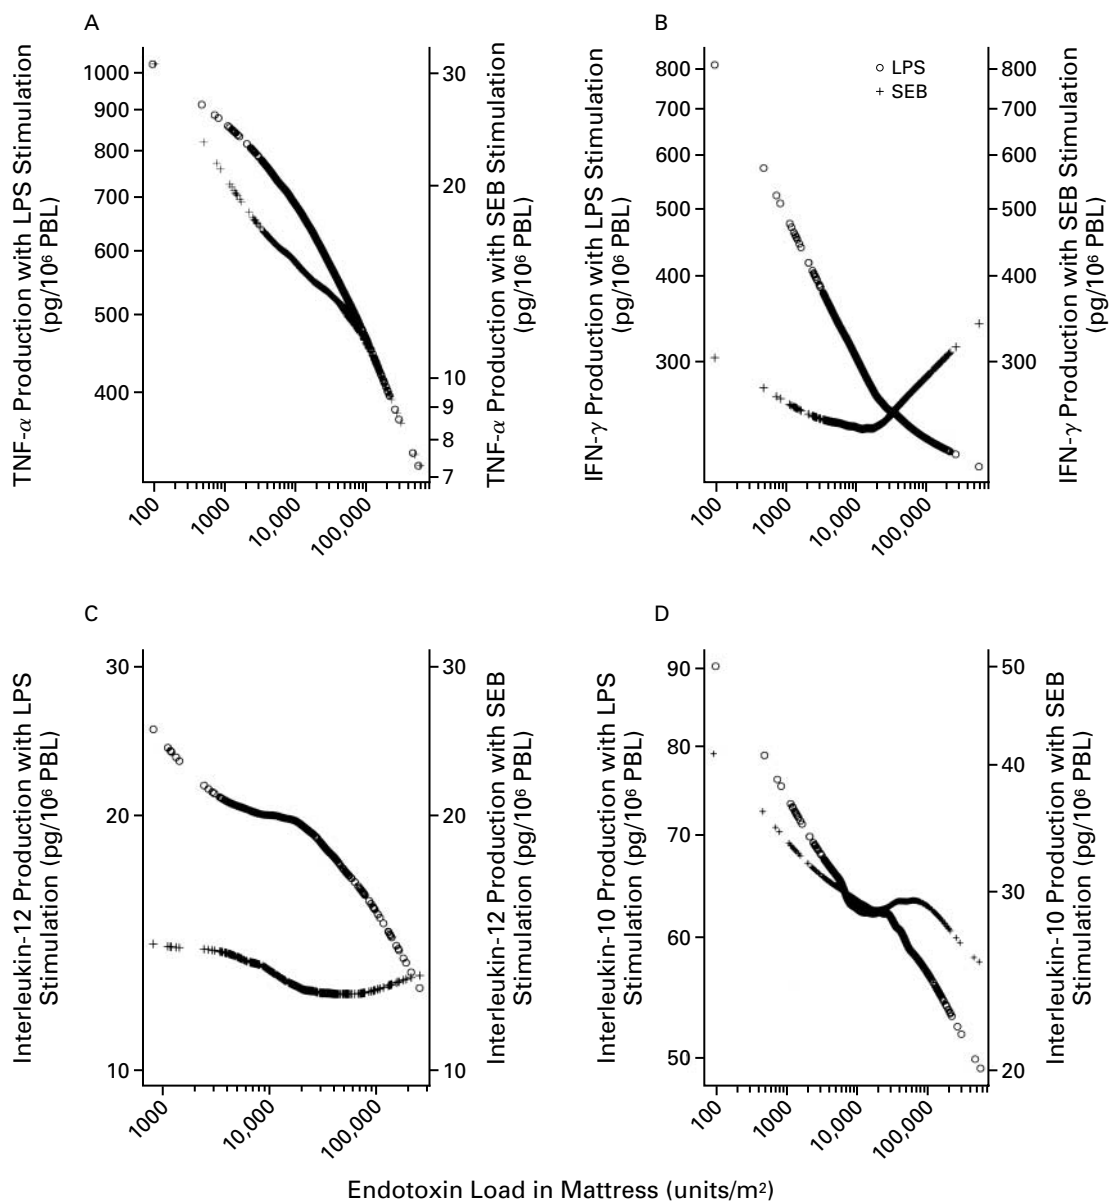 A
TNF-α Production with LPS Stimulation
(pg/10⁶ PBL)
1000
900
800
700
600
500
400
30
20
10
9
8
7
TNF-α Production with SEB Stimulation
(pg/10⁶ PBL)
100
1000
10,000
100,000
B
IFN-γ Production with LPS Stimulation
(pg/10⁶ PBL)
800
700
600
500
400
300
○ LPS
+ SEB
800
700
600
500
400
300
IFN-γ Production with SEB Stimulation
(pg/10⁶ PBL)
100
1000
10,000
100,000
C
Interleukin-12 Production with LPS
Stimulation (pg/10⁶ PBL)
30
20
10
30
20
10
Interleukin-12 Production with SEB
Stimulation (pg/10⁶ PBL)
1000
10,000
100,000
D
Interleukin-10 Production with LPS
Stimulation (pg/10⁶ PBL)
90
80
70
60
50
50
40
30
20
Interleukin-10 Production with SEB
Stimulation (pg/10⁶ PBL)
100
1000
10,000
100,000
Endotoxin Load in Mattress (units/m²)